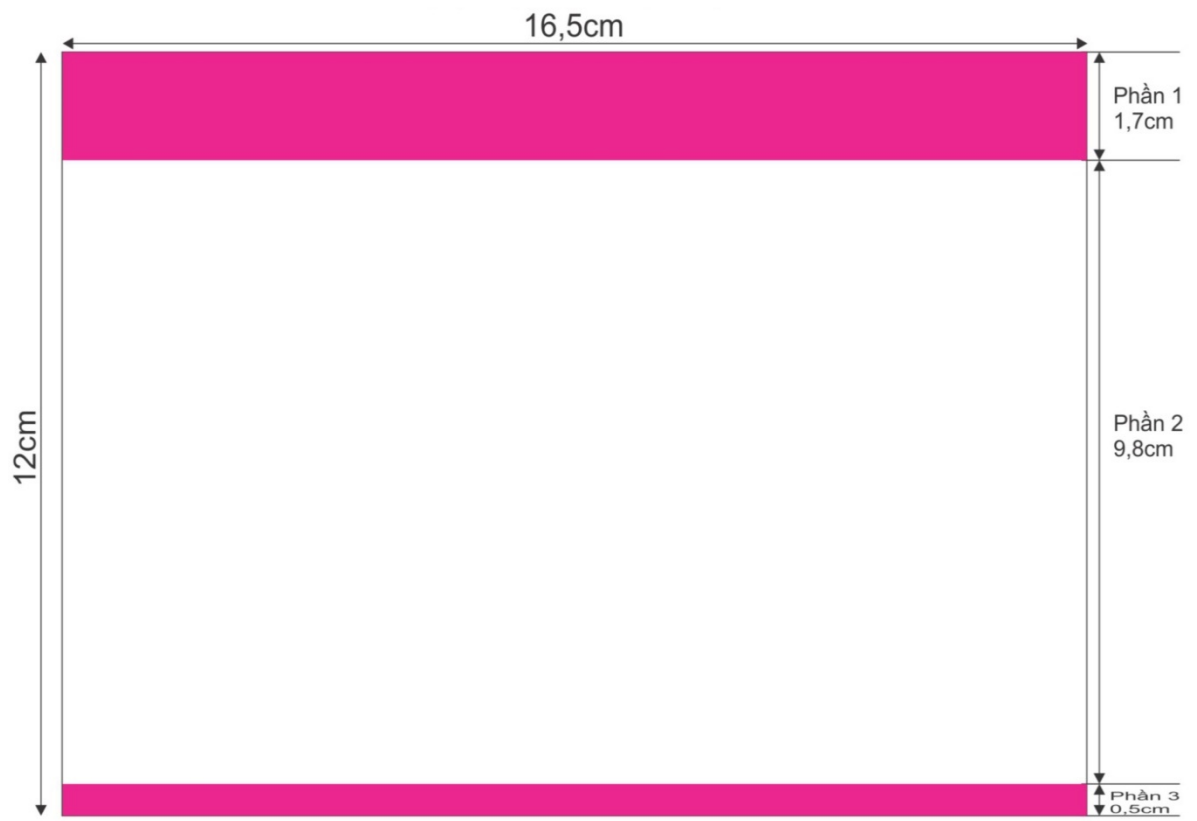 16,5cm
Phần 1
1,7cm
12cm
Phần 2
9,8cm
Phần 3
0,5cm